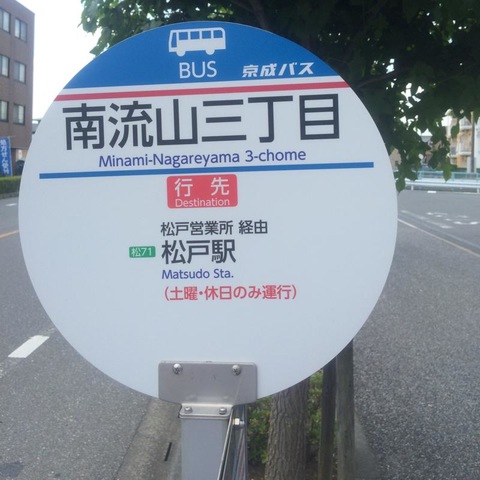 BUS 京成バス
南流山三丁目
Minami-Nagareyama 3-chome
行先
Destination
松戸営業所 経由
松71 松戸駅
Matsudo Sta.
(土曜・休日のみ運行)